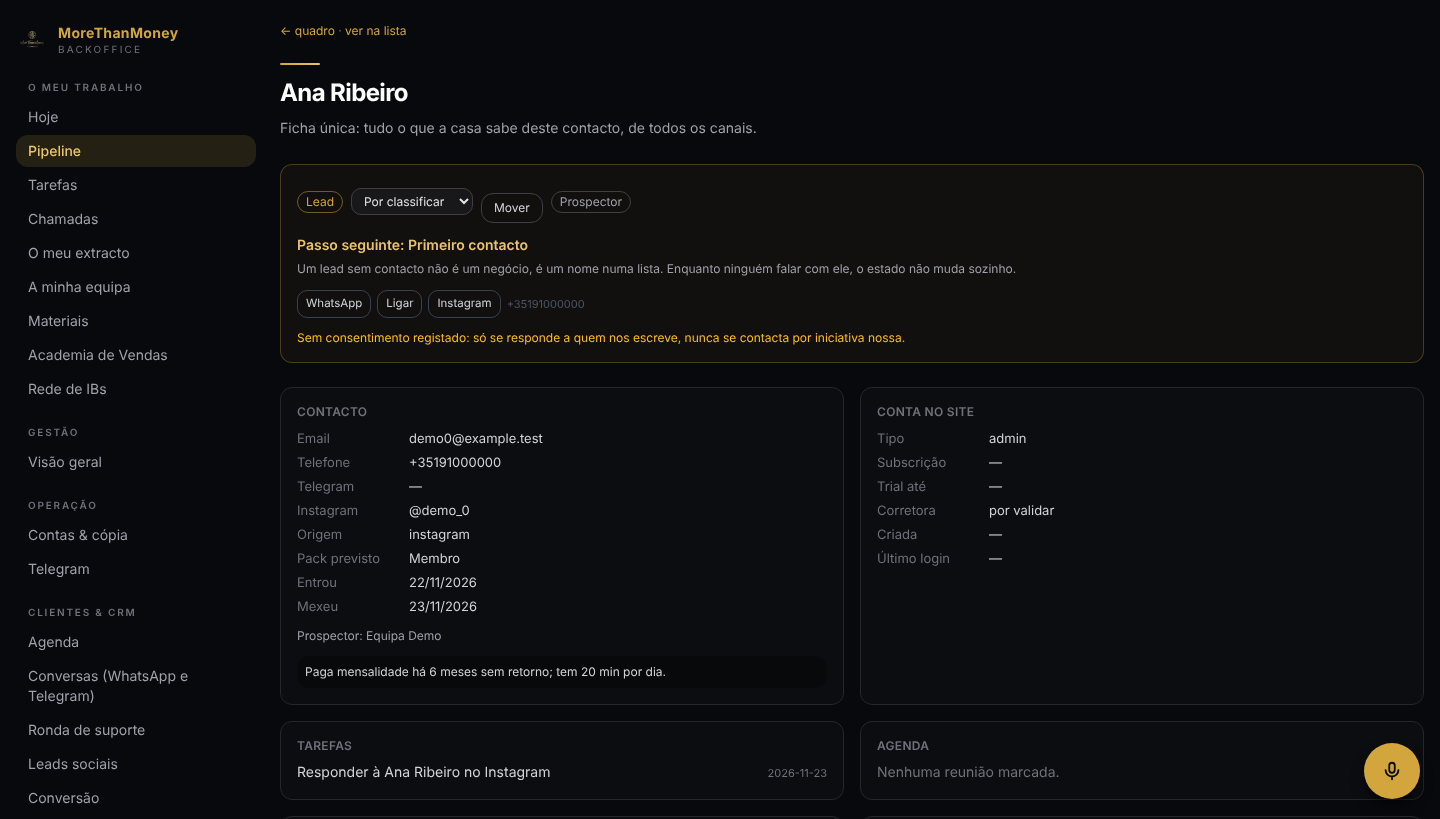 MoreThanMoney
BACKOFFICE
O MEU TRABALHO
Hoje
Pipeline
Tarefas
Chamadas
O meu extracto
A minha equipa
Materiais
Academia de Vendas
Rede de IBs
GESTÃO
Visão geral
OPERAÇÃO
Contas & cópia
Telegram
CLIENTES & CRM
Agenda
Conversas (WhatsApp e
Telegram)
Ronda de suporte
Leads sociais
Conversão
← quadro · ver na lista
Ana Ribeiro
Ficha única: tudo o que a casa sabe deste contacto, de todos os canais.
Lead Por classificar Mover Prospector
Passo seguinte: Primeiro contacto
Um lead sem contacto não é um negócio, é um nome numa lista. Enquanto ninguém falar com ele, o estado não muda sozinho.
WhatsApp Ligar Instagram +35191000000
Sem consentimento registado: só se responde a quem nos escreve, nunca se contacta por iniciativa nossa.
CONTACTO
Email demo0@example.test
Telefone +35191000000
Telegram —
Instagram @demo_0
Origem instagram
Pack previsto Membro
Entrou 22/11/2026
Mexeu 23/11/2026
Prospector: Equipa Demo
Paga mensalidade há 6 meses sem retorno; tem 20 min por dia.
CONTA NO SITE
Tipo admin
Subscrição —
Trial até —
Corretora por validar
Criada —
Último login —
TAREFAS
Responder à Ana Ribeiro no Instagram 2026-11-23
AGENDA
Nenhuma reunião marcada.